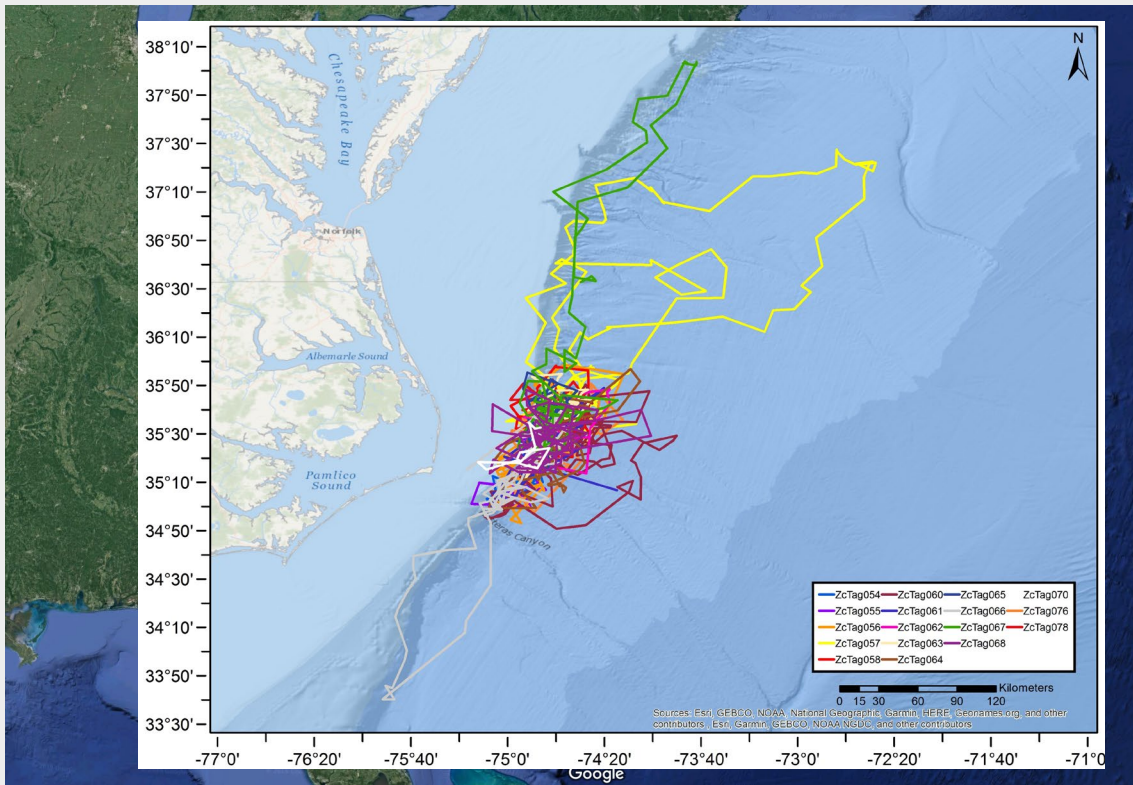 38°10'
37°50'
37°30'
37°10'
36°50'
36°30'
36°10'
35°50'
35°30'
35°10'
34°50'
34°30'
34°10'
33°50'
33°30'
N
Chesapeake Bay
Norfolk
Albemarle Sound
Pamlico
Sound
Canyon
ZcTag054 ZcTag060 ZcTag065 ZcTag070
ZcTag055 ZcTag061 ZcTag066 ZcTag076
ZcTag056 ZcTag062 ZcTag067 ZcTag078
ZcTag057 ZcTag063 ZcTag068
ZcTag058 ZcTag064
Kilometers
0 15 30 60 90 120
Sources: Esri, GEBCO, NOAA, National Geographic, Garmin, HERE, Geonames.org, and other
contributors, Esri, Garmin, GEBCO, NOAA NGDC, and other contributors
-77°0' -76°20' -75°40' -75°0' -74°20' -73°40' -73°0' -72°20' -71°40' -71°0'
Google